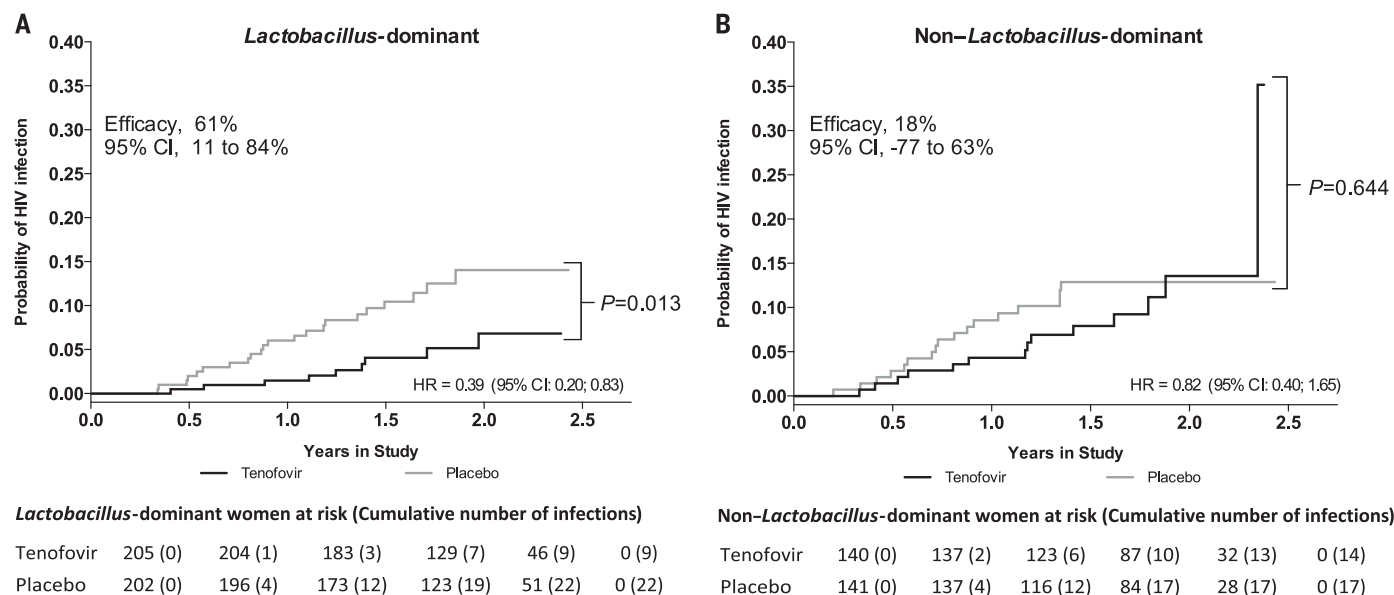 A
Lactobacillus-dominant
0.40
0.35
0.30
0.25
0.20
0.15
0.10
0.05
0.00
Probability of HIV infection
Efficacy, 61%
95% CI, 11 to 84%
P=0.013
HR = 0.39 (95% CI: 0.20; 0.83)
0.0 0.5 1.0 1.5 2.0 2.5
Years in Study
Tenofovir Placebo
Lactobacillus-dominant women at risk (Cumulative number of infections)
Tenofovir 205 (0) 204 (1) 183 (3) 129 (7) 46 (9) 0 (9)
Placebo 202 (0) 196 (4) 173 (12) 123 (19) 51 (22) 0 (22)
B
Non–Lactobacillus-dominant
0.40
0.35
0.30
0.25
0.20
0.15
0.10
0.05
0.00
Probability of HIV infection
Efficacy, 18%
95% CI, -77 to 63%
P=0.644
HR = 0.82 (95% CI: 0.40; 1.65)
0.0 0.5 1.0 1.5 2.0 2.5
Years in Study
Tenofovir Placebo
Non–Lactobacillus-dominant women at risk (Cumulative number of infections)
Tenofovir 140 (0) 137 (2) 123 (6) 87 (10) 32 (13) 0 (14)
Placebo 141 (0) 137 (4) 116 (12) 84 (17) 28 (17) 0 (17)